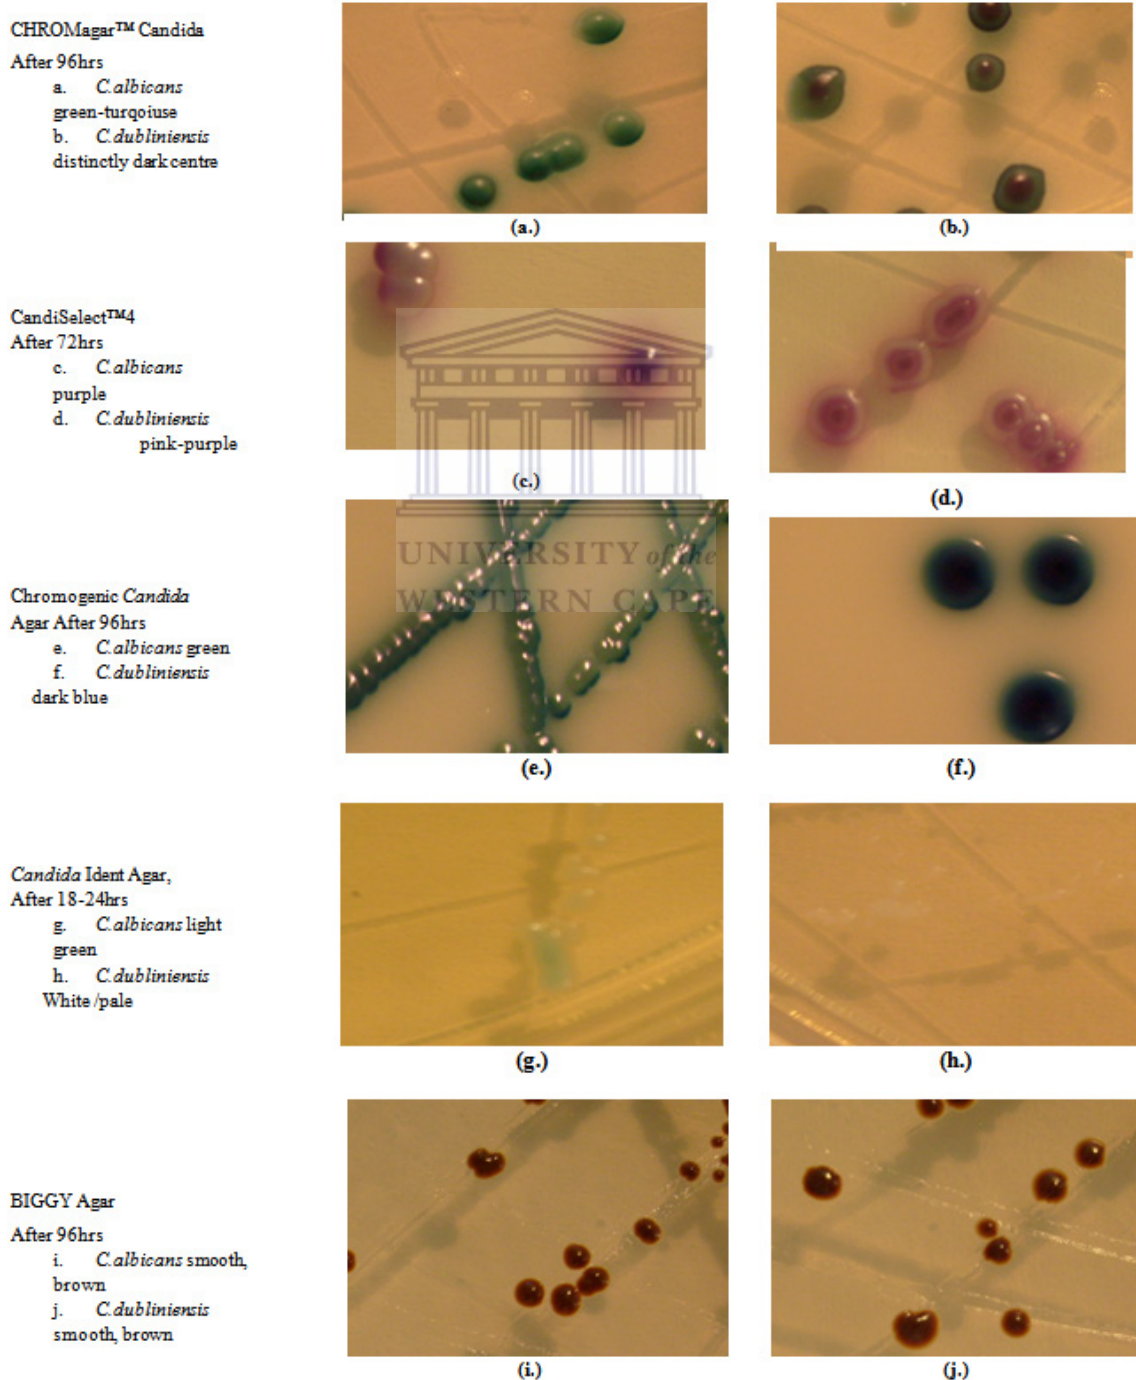 CHROMagar™ Candida
After 96hrs
a. C.albicans
green-turqoiuse
b. C.dubliniensis
distinctly dark centre
(a.)
(b.)
CandiSelect™4
After 72hrs
c. C.albicans
purple
d. C.dubliniensis
pink-purple
(c.)
(d.)
UNIVERSITY of the
WESTERN CAPE
Chromogenic Candida
Agar After 96hrs
e. C.albicans green
f. C.dubliniensis
dark blue
(e.)
(f.)
Candida Ident Agar,
After 18-24hrs
g. C.albicans light
green
h. C.dubliniensis
White /pale
(g.)
(h.)
BIGGY Agar
After 96hrs
i. C.albicans smooth,
brown
j. C.dubliniensis
smooth, brown
(i.)
(j.)